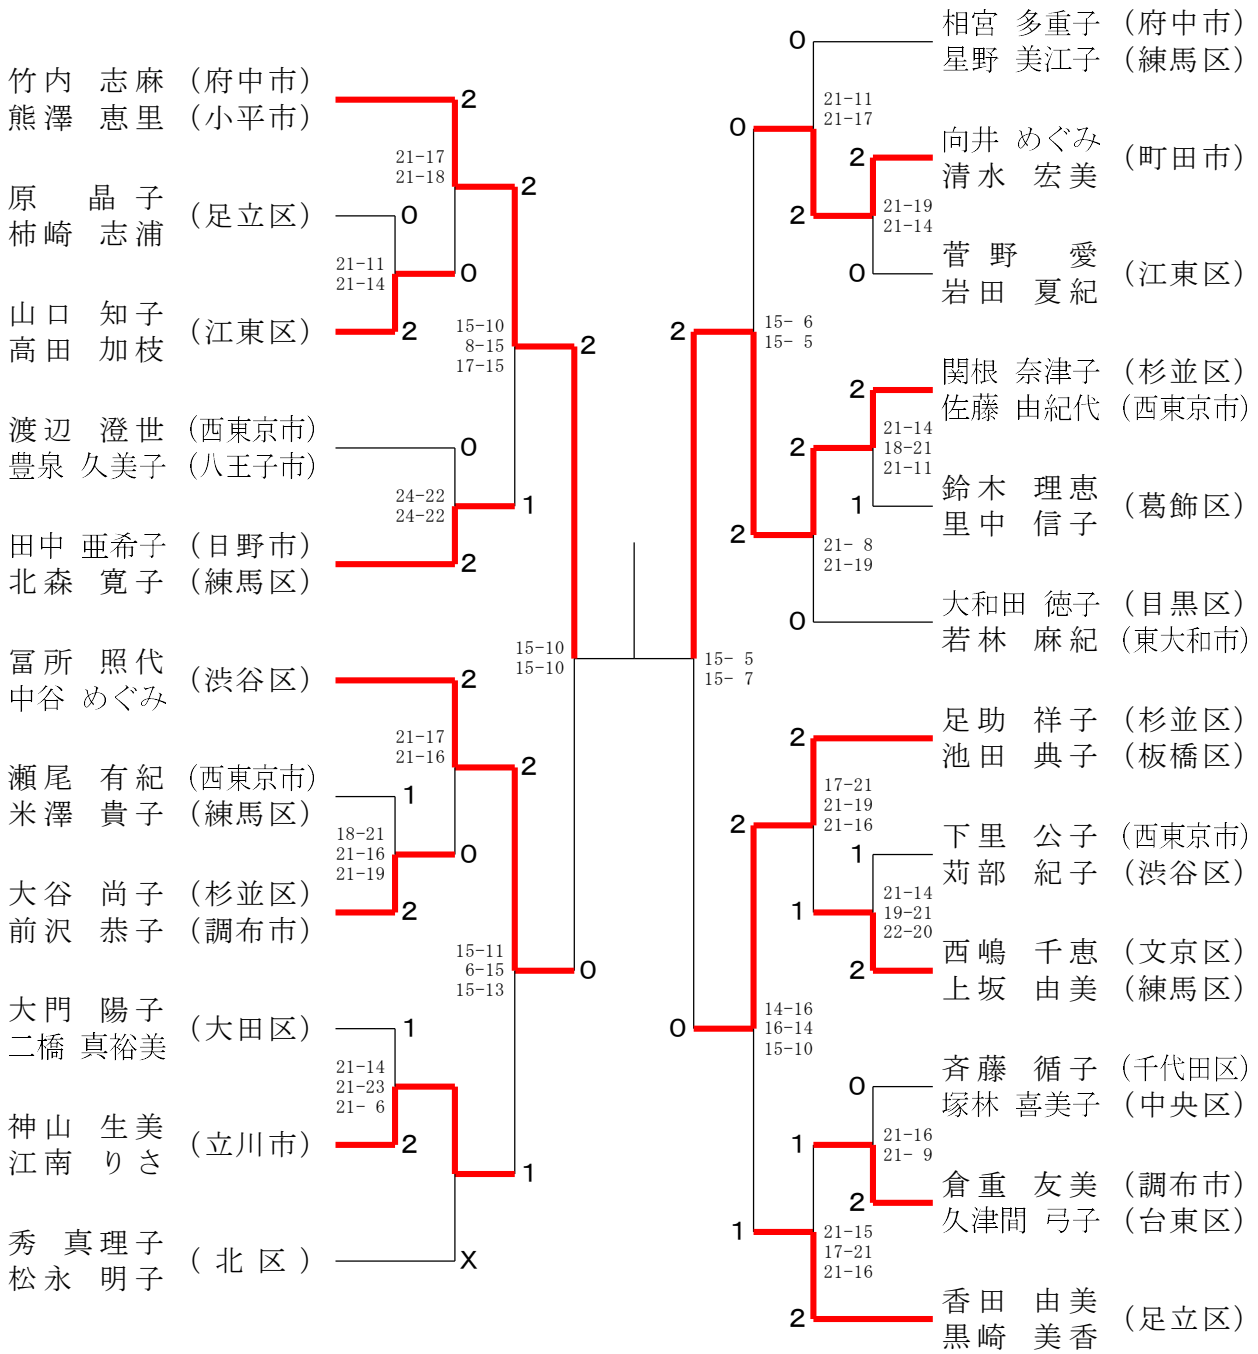 竹内 志麻 (府中市)
熊澤 恵里 (小平市)
2
21-17
21-18
2
原 晶子
柿崎 志浦
(足立区)
0
21-11
21-14
0
山口 知子
高田 加枝
(江東区)
2
15-10
8-15
17-15
2
渡辺 澄世 (西東京市)
豊泉 久美子 (八王子市)
0
24-22
24-22
1
田中 亜希子 (日野市)
北森 寛子 (練馬区)
2
15-10
15-10
冨所 照代
中谷 めぐみ
(渋谷区)
2
21-17
21-16
2
瀬尾 有紀 (西東京市)
米澤 貴子 (練馬区)
1
18-21
21-16
21-19
0
大谷 尚子 (杉並区)
前沢 恭子 (調布市)
2
15-11
6-15
15-13
0
大門 陽子
二橋 真裕美
(大田区)
1
21-14
21-23
21- 6
神山 生美
江南 りさ
(立川市)
2
1
秀 真理子
松永 明子
(北区)
X
相宮 多重子 (府中市)
星野 美江子 (練馬区)
0
21-11
21-17
0
向井 めぐみ
清水 宏美
(町田市)
2
2
21-19
21-14
菅野 愛
岩田 夏紀
(江東区)
0
2
15- 6
15- 5
関根 奈津子 (杉並区)
佐藤 由紀代 (西東京市)
2
2
21-14
18-21
21-11
鈴木 理恵
里中 信子
(葛飾区)
1
2
21- 8
21-19
大和田 徳子 (目黒区)
若林 麻紀 (東大和市)
0
15- 5
15- 7
足助 祥子 (杉並区)
池田 典子 (板橋区)
2
17-21
21-19
21-16
2
下里 公子 (西東京市)
苅部 紀子 (渋谷区)
1
21-14
19-21
22-20
1
西嶋 千恵 (文京区)
上坂 由美 (練馬区)
2
0
14-16
16-14
15-10
斉藤 循子 (千代田区)
塚林 喜美子 (中央区)
0
1
21-16
21- 9
倉重 友美 (調布市)
久津間 弓子 (台東区)
2
1
21-15
17-21
21-16
香田 由美
黒崎 美香
(足立区)
2